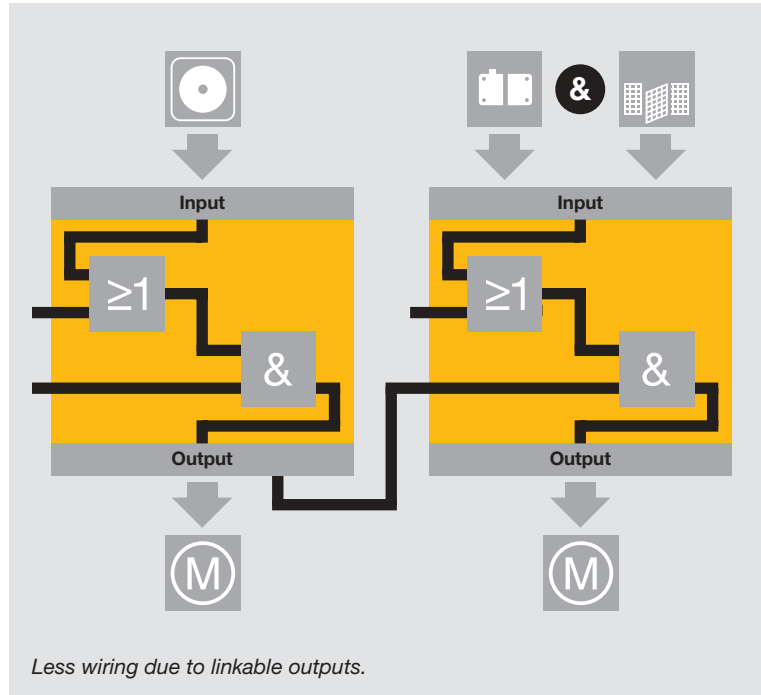 &
Input
Input
≥1
≥1
&
&
Output
Output
M
M
Less wiring due to linkable outputs.